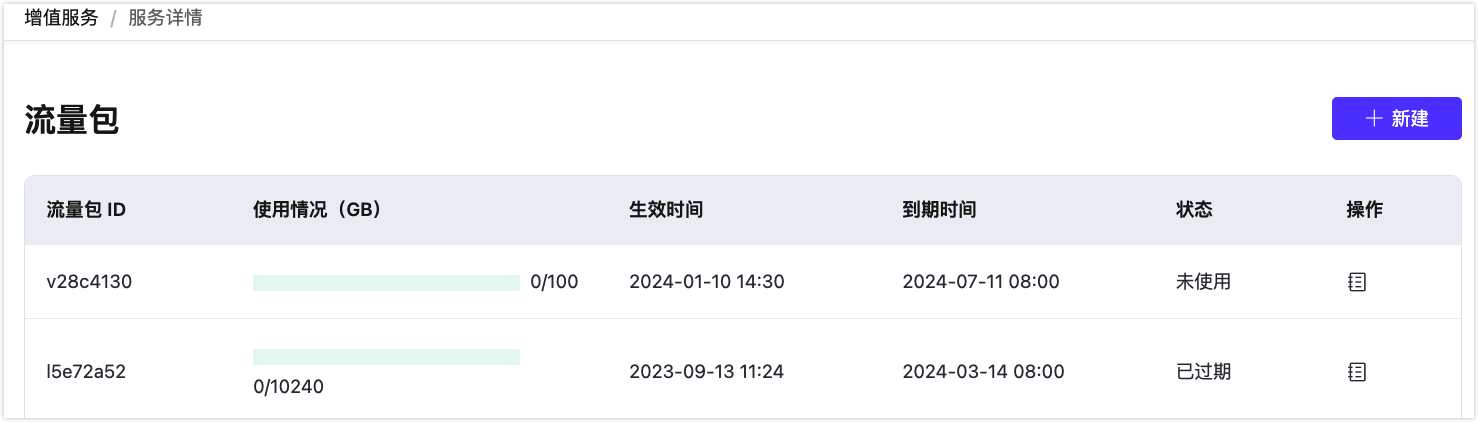 增值服务 / 服务详情
流量包
新建
流量包 ID 使用情况（GB） 生效时间 到期时间 状态 操作
v28c4130 0/100 2024-01-10 14:30 2024-07-11 08:00 未使用
l5e72a52 0/10240 2023-09-13 11:24 2024-03-14 08:00 已过期